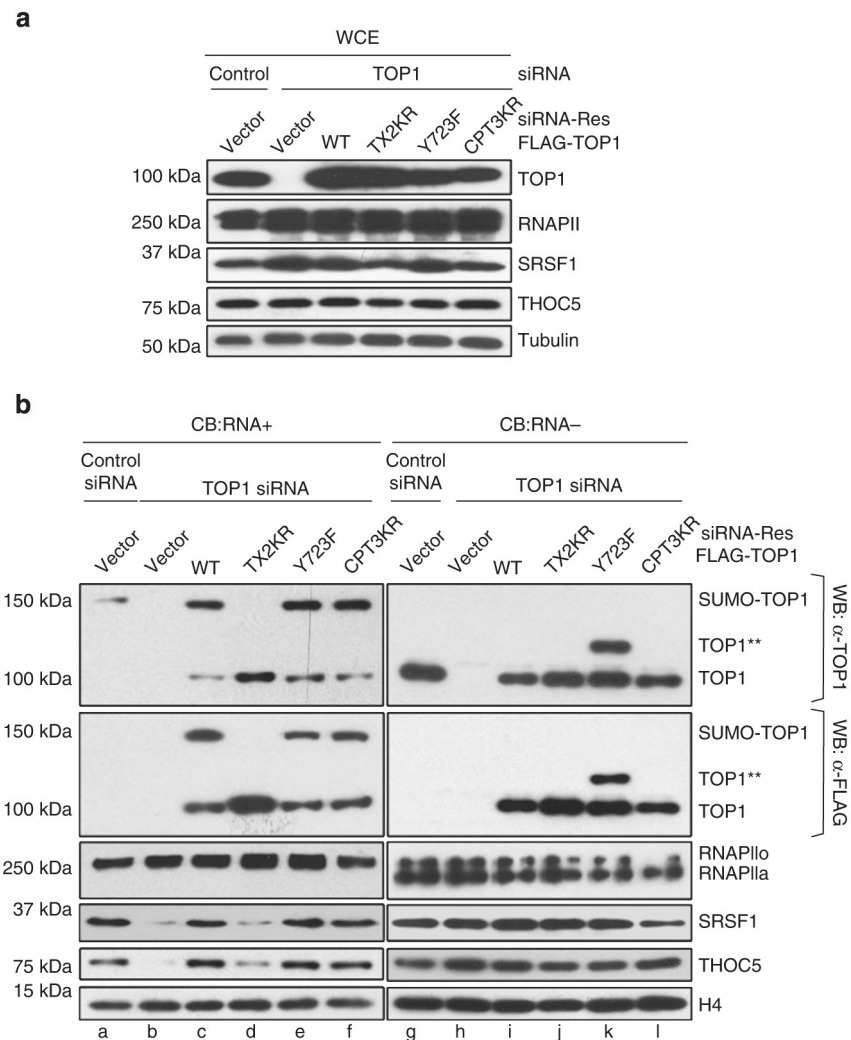 a
WCE
Control TOP1 siRNA
Vector Vector WT TX2KR Y723F CPT3KR siRNA-Res
FLAG-TOP1
100 kDa TOP1
250 kDa RNAPII
37 kDa SRSF1
75 kDa THOC5
50 kDa Tubulin
b
CB:RNA+ CB:RNA–
Control
siRNA TOP1 siRNA Control
siRNA TOP1 siRNA
Vector Vector WT TX2KR Y723F CPT3KR Vector Vector WT TX2KR Y723F CPT3KR siRNA-Res
FLAG-TOP1
150 kDa SUMO-TOP1
TOP1**
100 kDa TOP1
WB: α-TOP1
150 kDa SUMO-TOP1
TOP1**
100 kDa TOP1
WB: α-FLAG
RNAPIIo
250 kDa RNAPIIa
37 kDa SRSF1
75 kDa THOC5
15 kDa H4
a b c d e f g h i j k l